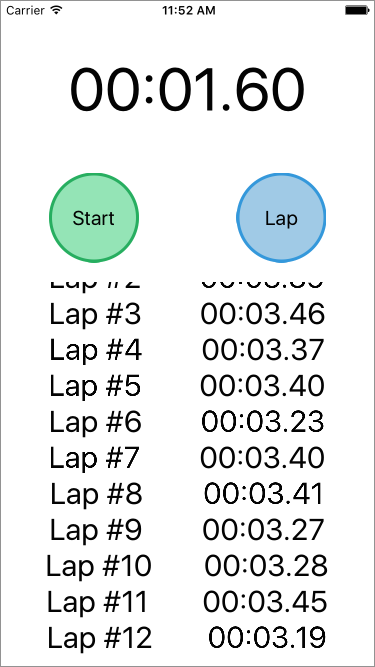 Carrier 11:52 AM
00:01.60
Start Lap
Lap #2
Lap #3 00:03.46
Lap #4 00:03.37
Lap #5 00:03.40
Lap #6 00:03.23
Lap #7 00:03.40
Lap #8 00:03.41
Lap #9 00:03.27
Lap #10 00:03.28
Lap #11 00:03.45
Lap #12 00:03.19